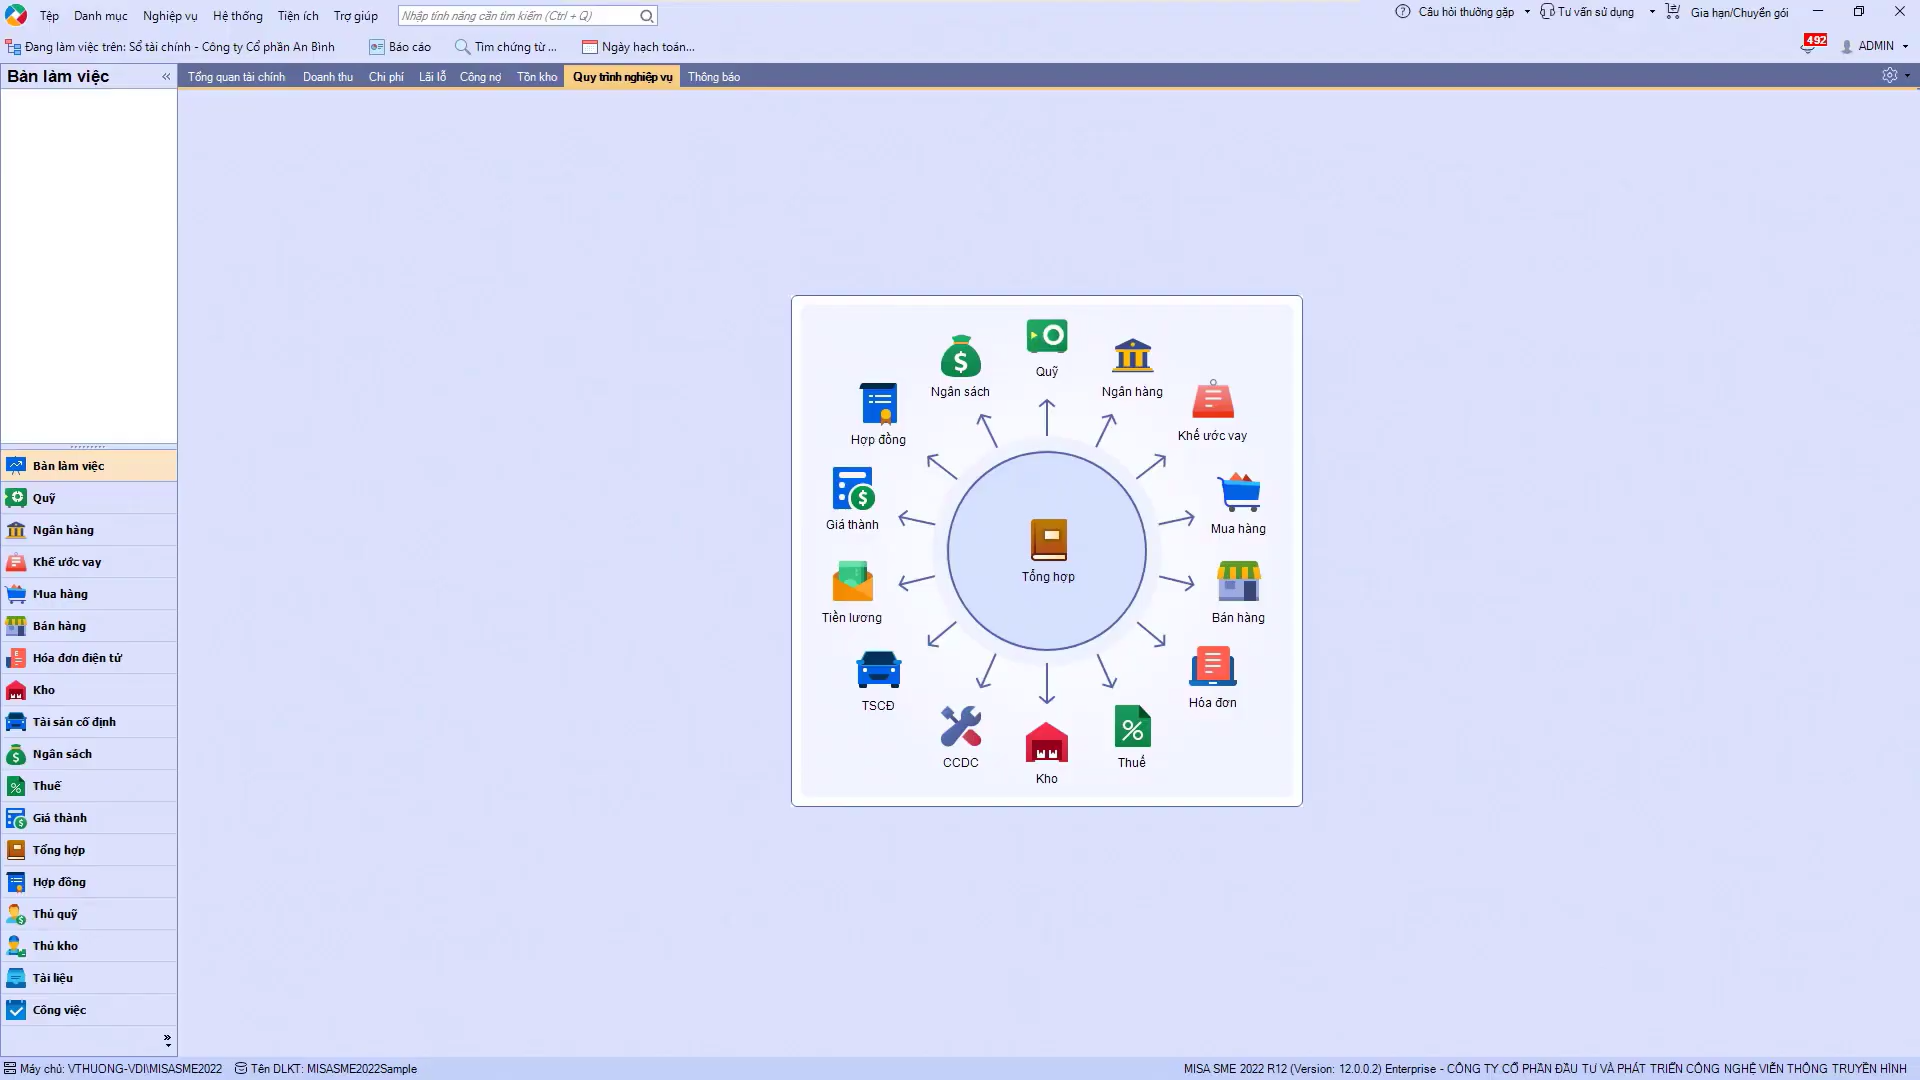 Tệp Danh mục Nghiệp vụ Hệ thống Tiện ích Trợ giúp Nhập tính năng cần tìm kiếm (Ctrl + Q) Câu hỏi thường gặp Tư vấn sử dụng Gia hạn/Chuyển gói
Đang làm việc trên: Sổ tài chính - Công ty Cổ phần An Bình Báo cáo Tìm chứng từ ... Ngày hạch toán... 492 ADMIN
Bàn làm việc «
Tổng quan tài chính Doanh thu Chi phí Lãi lỗ Công nợ Tồn kho Quy trình nghiệp vụ Thông báo
Quỹ
Ngân sách
Ngân hàng
Hợp đồng
Khế ước vay
Giá thành
Mua hàng
Tổng hợp
Tiền lương
Bán hàng
TSCĐ
Hóa đơn
CCDC
Kho
Thuế
Bàn làm việc
Quỹ
Ngân hàng
Khế ước vay
Mua hàng
Bán hàng
Hóa đơn điện tử
Kho
Tài sản cố định
Ngân sách
Thuế
Giá thành
Tổng hợp
Hợp đồng
Thủ quỹ
Thủ kho
Tài liệu
Công việc
Máy chủ: VTHUONG-VDI\MISASME2022 Tên DLKT: MISASME2022Sample MISA SME 2022 R12 (Version: 12.0.0.2) Enterprise - CÔNG TY CỔ PHẦN ĐẦU TƯ VÀ PHÁT TRIỂN CÔNG NGHỆ VIỄN THÔNG TRUYỀN HÌNH